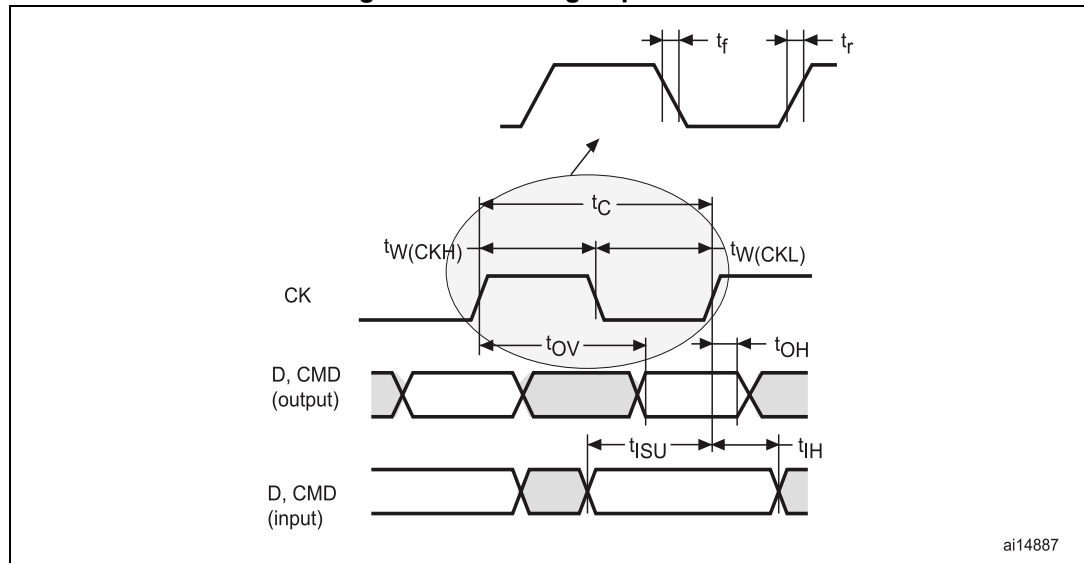 tf
tr
tC
tW(CKH)
tW(CKL)
CK
tOV
tOH
D, CMD
(output)
tISU
tIH
D, CMD
(input)
ai14887